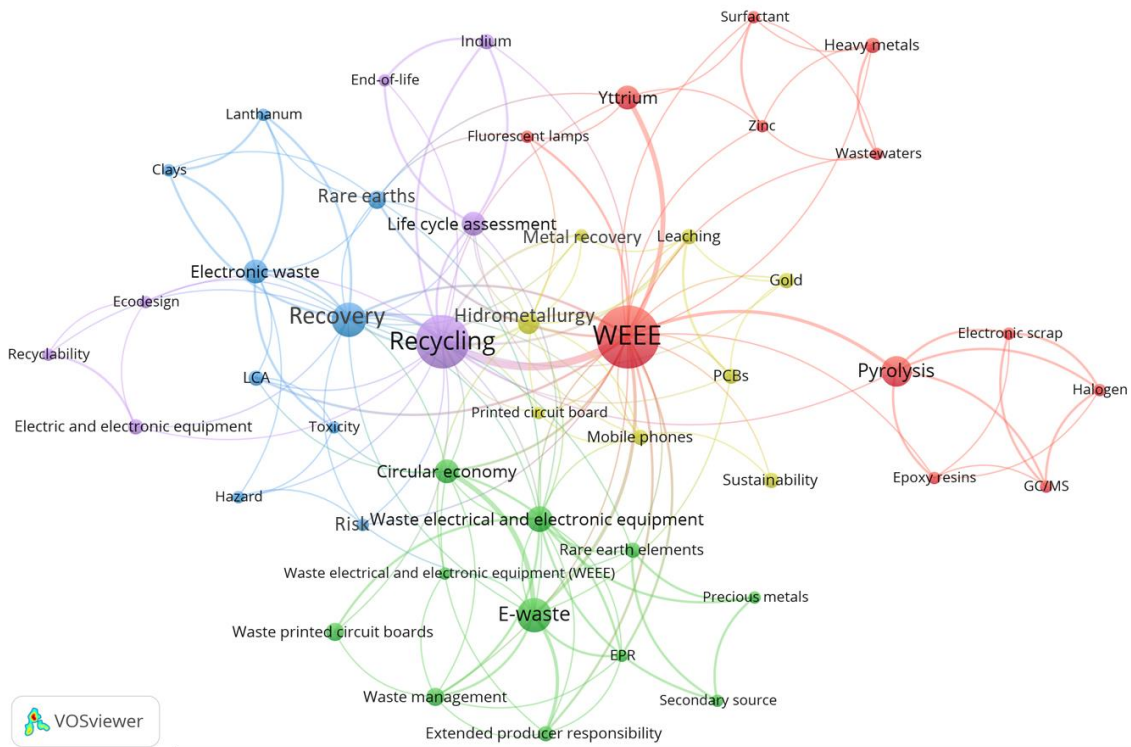 Surfactant
Indium
Heavy metals
End-of-life
Yttrium
Lanthanum
Fluorescent lamps
Zinc
Wastewaters
Clays
Rare earths
Life cycle assessment
Metal recovery
Leaching
Electronic waste
Gold
Ecodesign
Recovery
Hidrometallurgy
Recycling
WEEE
Electronic scrap
Recyclability
LCA
PCBs
Pyrolysis
Halogen
Electric and electronic equipment
Toxicity
Printed circuit board
Mobile phones
Circular economy
Sustainability
Epoxy resins
GC/MS
Hazard
Risk
Waste electrical and electronic equipment
Rare earth elements
Waste electrical and electronic equipment (WEEE)
Precious metals
E-waste
Waste printed circuit boards
EPR
Waste management
Secondary source
Extended producer responsibility
VOSviewer